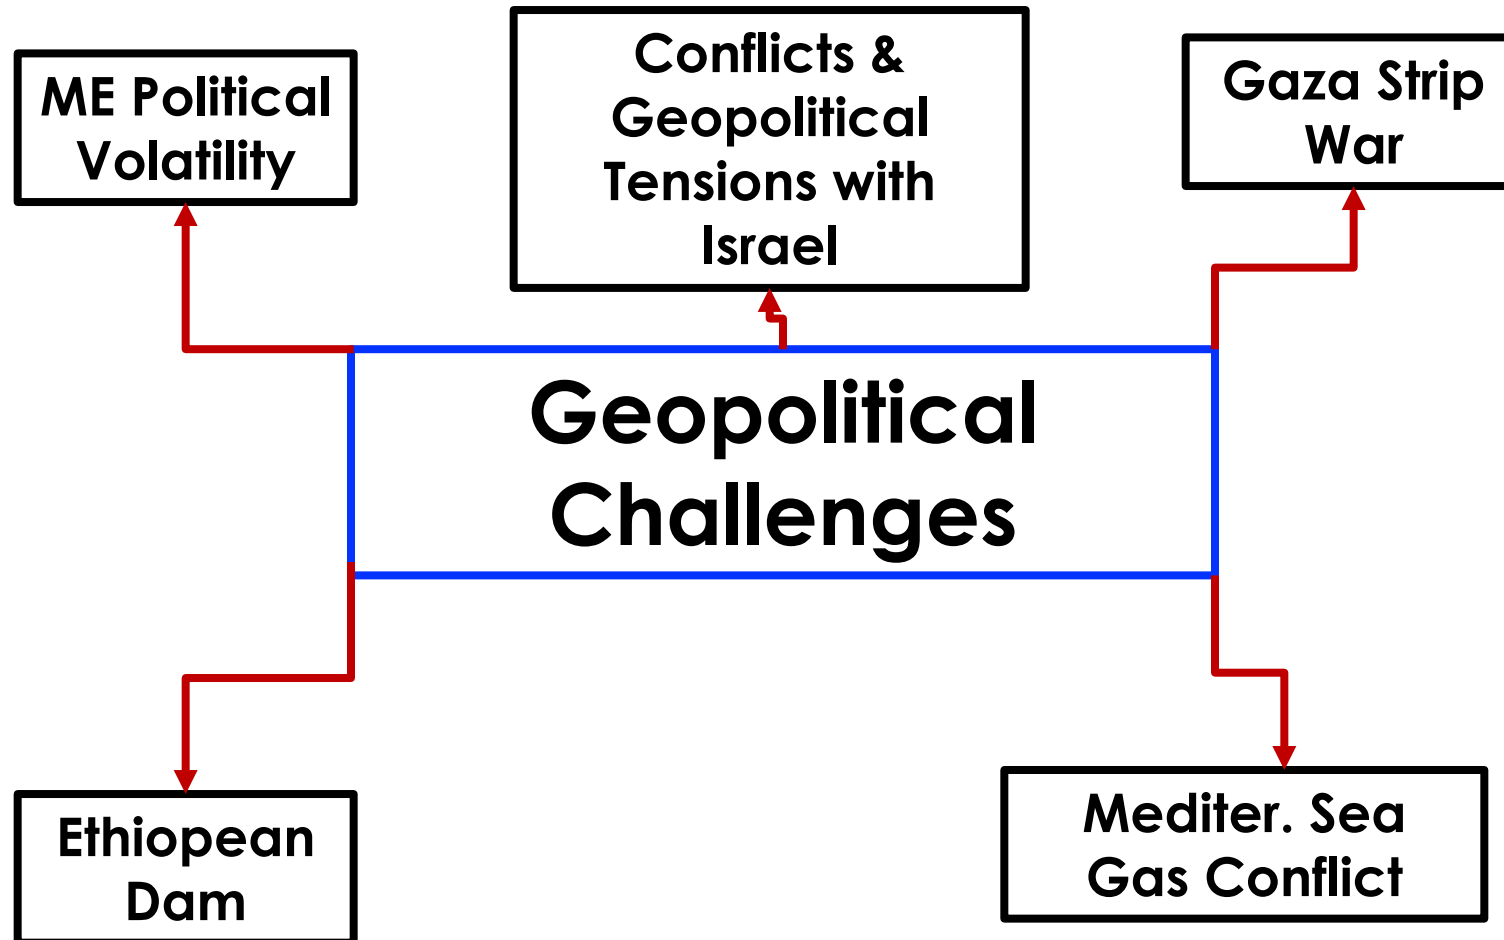 ME Political
Volatility
Conflicts &
Geopolitical
Tensions with
Israel
Gaza Strip
War
Geopolitical
Challenges
Ethiopean
Dam
Mediter. Sea
Gas Conflict